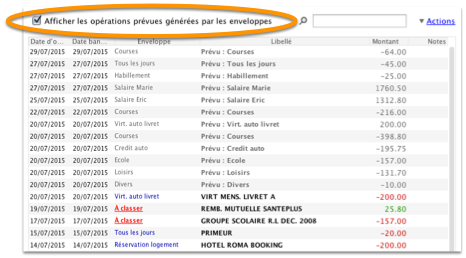 Afficher les opérations prévues générées par les enveloppes Actions
Date d'o... Date ban... Enveloppe Libellé Montant Notes
29/07/2015 29/07/2015 Courses Prévu : Courses -64.00
27/07/2015 27/07/2015 Tous les jours Prévu : Tous les jours -45.00
27/07/2015 27/07/2015 Habillement Prévu : Habillement -25.00
27/07/2015 27/07/2015 Salaire Marie Prévu : Salaire Marie 1760.50
25/07/2015 25/07/2015 Salaire Eric Prévu : Salaire Eric 1312.80
22/07/2015 22/07/2015 Courses Prévu : Courses -216.00
20/07/2015 20/07/2015 Virt. auto livret Prévu : Virt. auto livret 200.00
20/07/2015 20/07/2015 Courses Prévu : Courses -398.80
20/07/2015 20/07/2015 Credit auto Prévu : Credit auto -195.75
20/07/2015 20/07/2015 Ecole Prévu : Ecole -157.00
20/07/2015 20/07/2015 Loisirs Prévu : Loisirs -131.70
20/07/2015 20/07/2015 Divers Prévu : Divers -10.00
20/07/2015 20/07/2015 Virt. auto livret VIRT MENS. LIVRET A -200.00
19/07/2015 19/07/2015 À classer REMB. MUTUELLE SANTEPLUS 25.80
17/07/2015 17/07/2015 À classer GROUPE SCOLAIRE R.L DEC. 2008 -157.00
15/07/2015 15/07/2015 Tous les jours PRIMEUR -20.00
14/07/2015 14/07/2015 Réservation logement HOTEL ROMA BOOKING -200.00